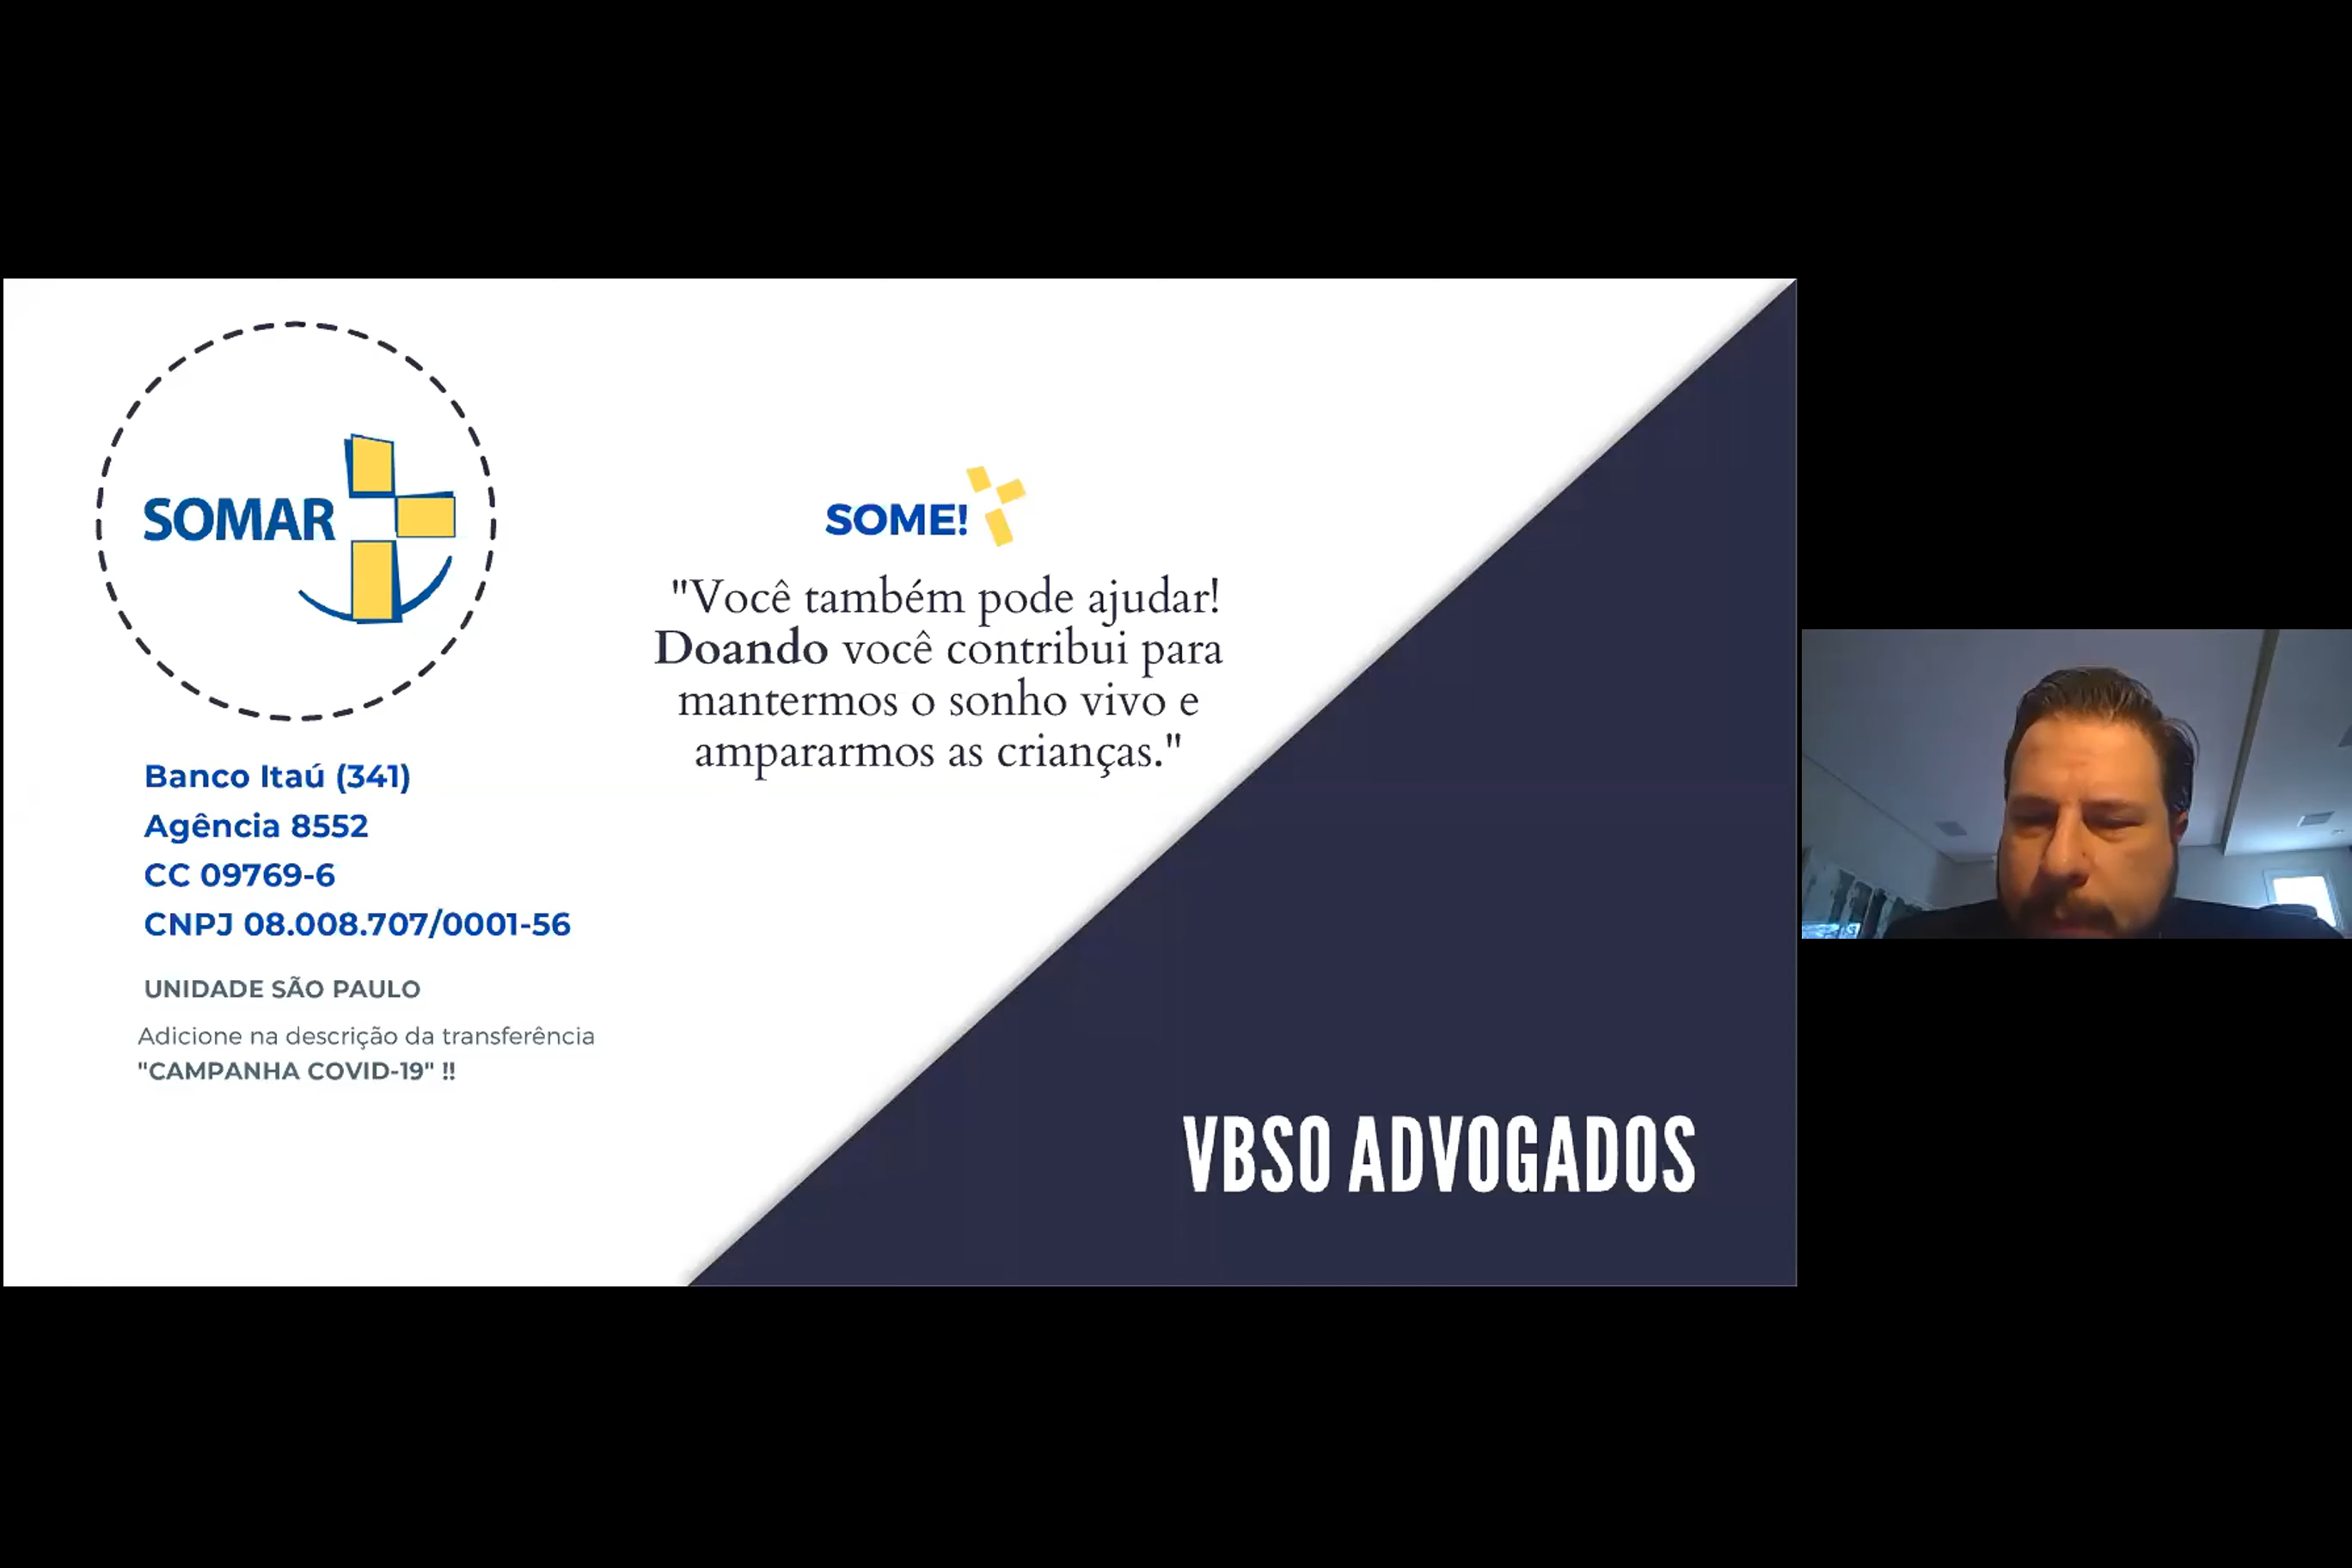 SOMAR
Banco Itaú (341)
Agência 8552
CC 09769-6
CNPJ 08.008.707/0001-56
UNIDADE SÃO PAULO
Adicione na descrição da transferência
"CAMPANHA COVID-19" !!
SOME!
"Você também pode ajudar!
Doando você contribui para
mantermos o sonho vivo e
ampararmos as crianças."
VBSO ADVOGADOS